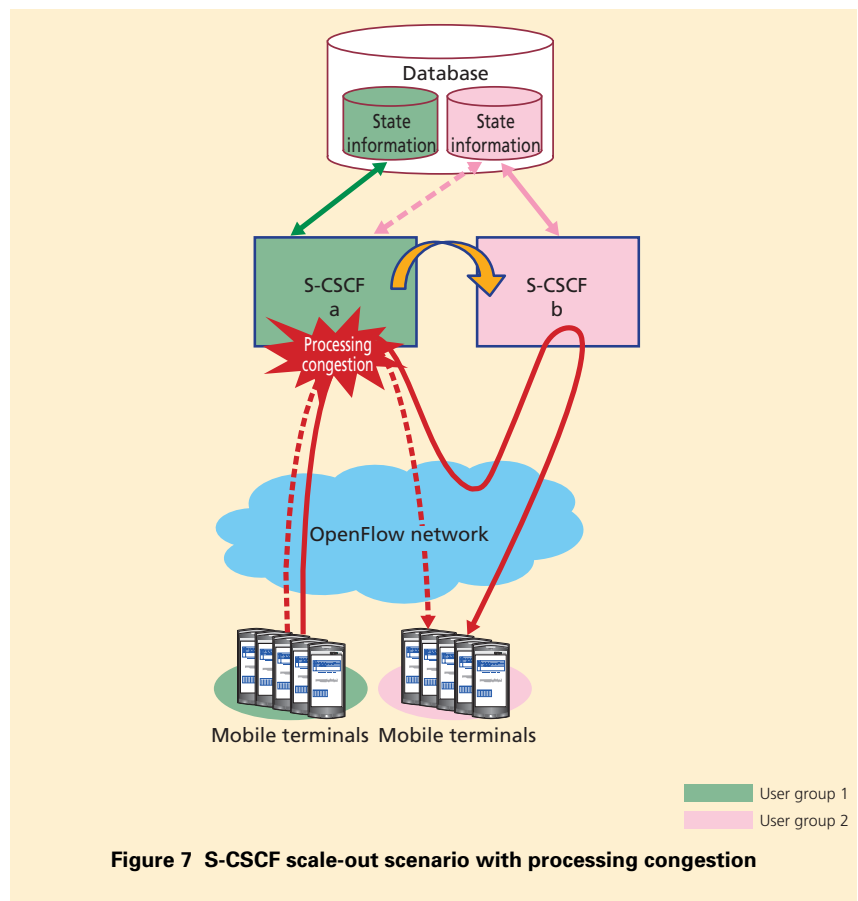 Database
State
information
State
information
S-CSCF
a
S-CSCF
b
Processing
congestion
OpenFlow network
Mobile terminals
Mobile terminals
User group 1
User group 2
Figure 7 S-CSCF scale-out scenario with processing congestion